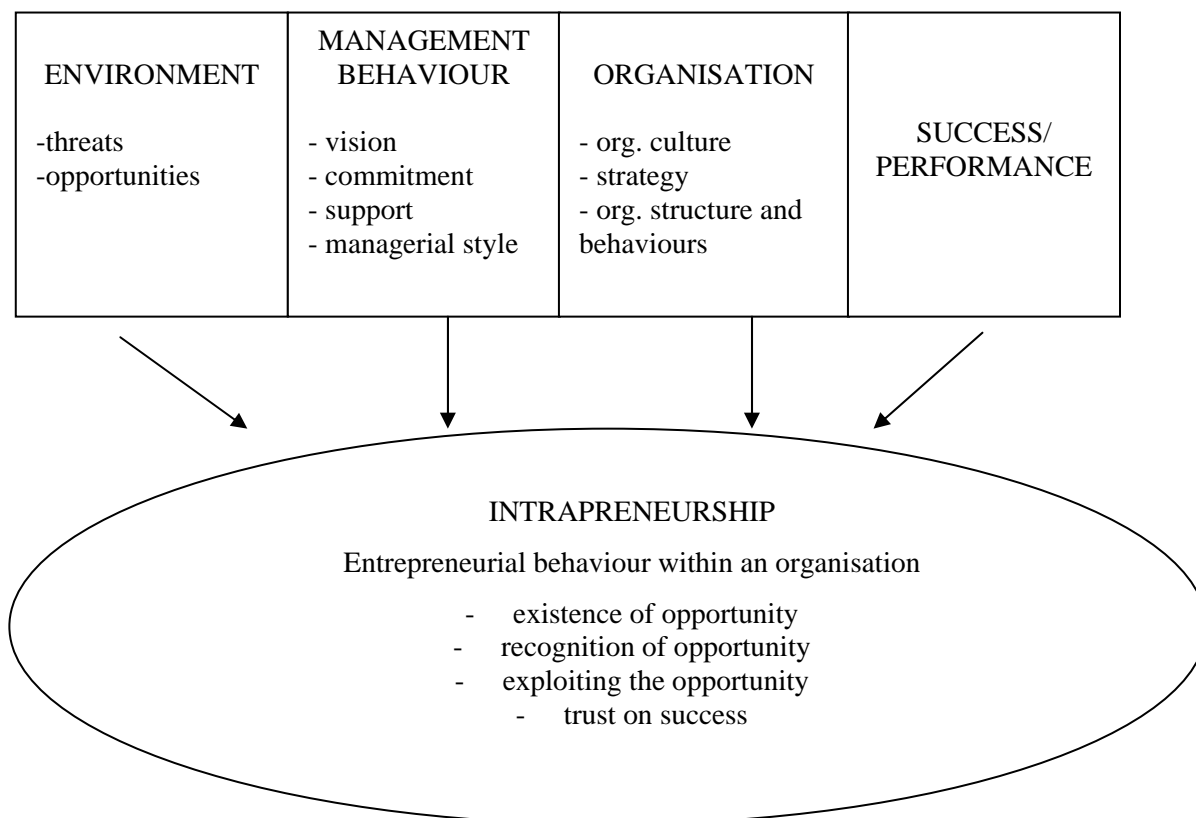 ENVIRONMENT
-threats
-opportunities
MANAGEMENT
BEHAVIOUR
- vision
- commitment
- support
- managerial style
ORGANISATION
- org. culture
- strategy
- org. structure and
behaviours
SUCCESS/
PERFORMANCE
INTRAPRENEURSHIP
Entrepreneurial behaviour within an organisation
- existence of opportunity
- recognition of opportunity
- exploiting the opportunity
- trust on success